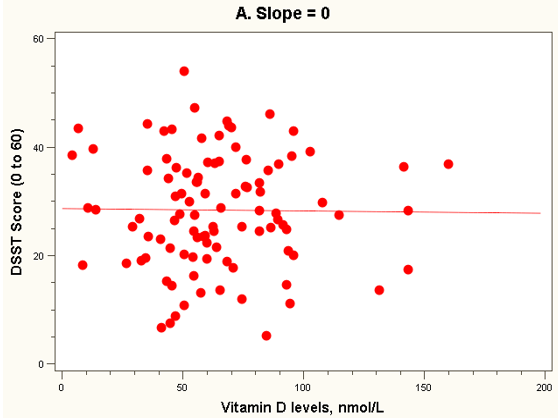 A. Slope = 0
DSST Score (0 to 60)
60
40
20
0
0 50 100 150 200
Vitamin D levels, nmol/L